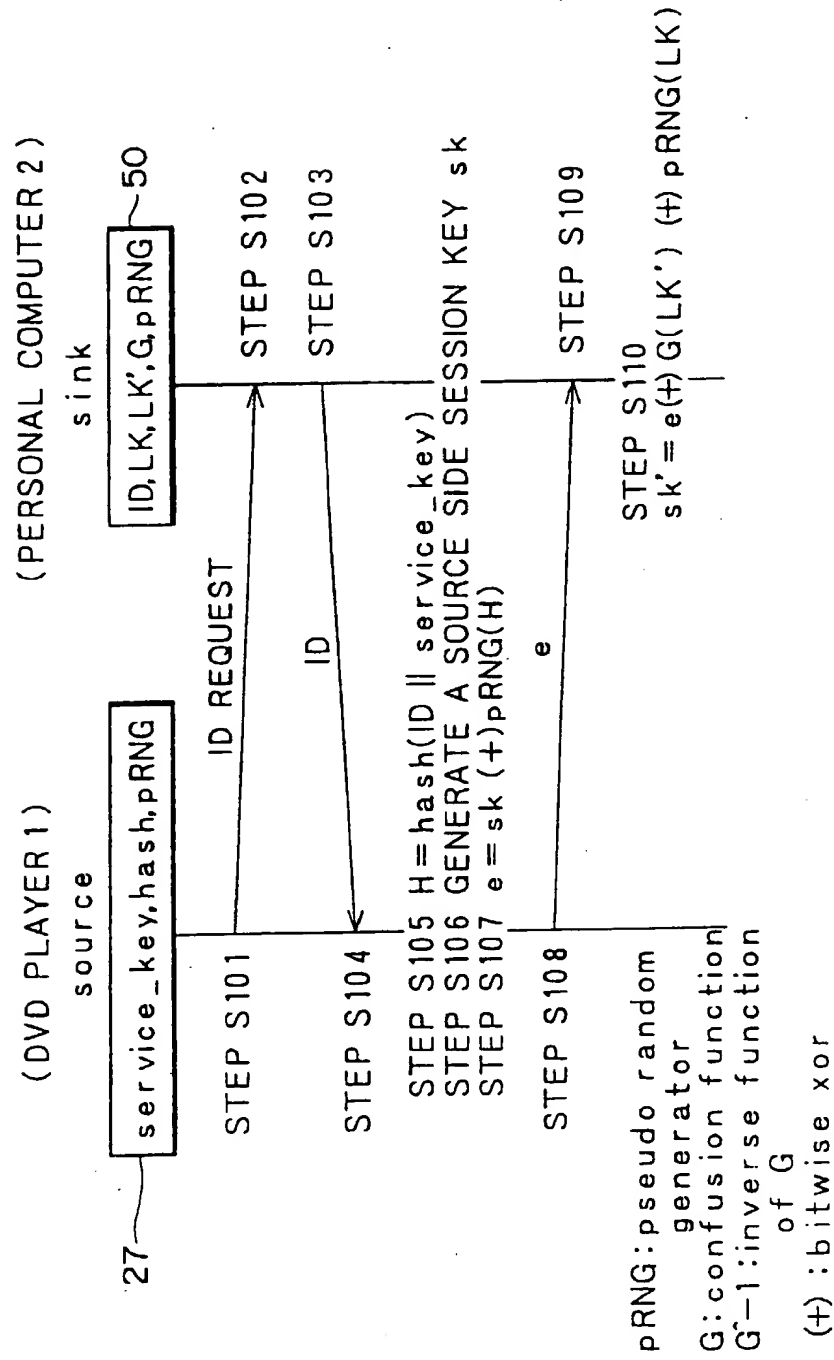 (DVD PLAYER 1)
source
(PERSONAL COMPUTER 2)
sink
27
service_key,hash,pRNG
ID,LK,LK',G,pRNG
50
STEP S101
ID REQUEST
STEP S102
STEP S103
ID
STEP S104
STEP S105 H=hash(ID || service_key)
STEP S106 GENERATE A SOURCE SIDE SESSION KEY sk
STEP S107 e=sk (+)pRNG(H)
STEP S108
e
STEP S109
STEP S110
sk'=e(+)G(LK') (+) pRNG(LK)
pRNG:pseudo random
generator
G:confusion function
G^-1:inverse function
of G
(+) :bitwise xor